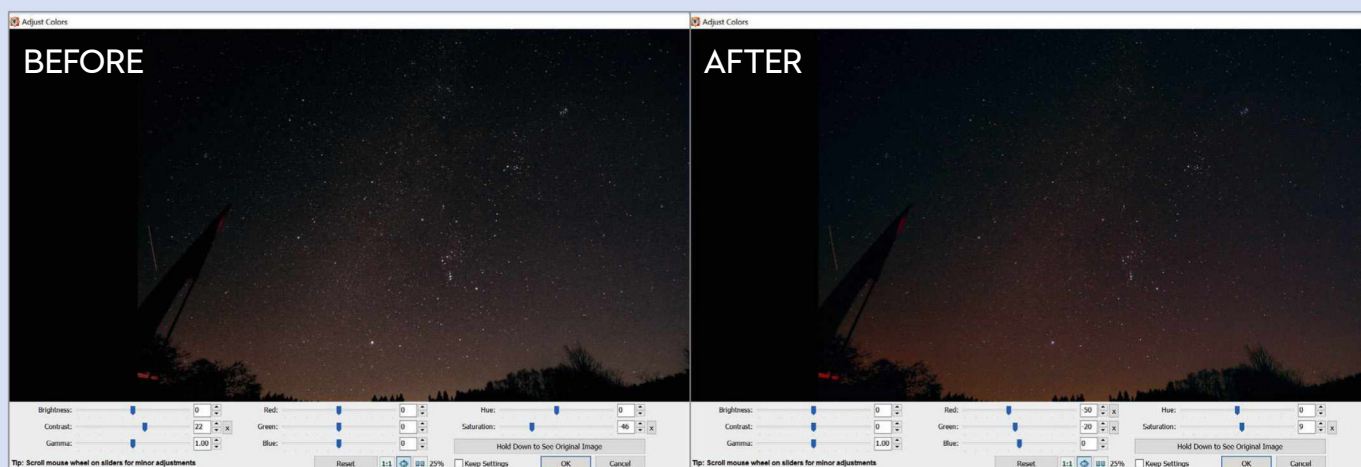 Adjust Colors
BEFORE
Brightness: 0 Red: 0 Hue: 0
Contrast: 22 x Green: 0 Saturation: -46 x
Gamma: 1.00 Blue: 0 Hold Down to See Original Image
Tip: Scroll mouse wheel on sliders for minor adjustments Reset 1:1 25% Keep Settings OK Cancel
Adjust Colors
AFTER
Brightness: 0 Red: -50 x Hue: 0
Contrast: 0 Green: -20 x Saturation: 9 x
Gamma: 1.00 Blue: 0 Hold Down to See Original Image
Tip: Scroll mouse wheel on sliders for minor adjustments Reset 1:1 25% Keep Settings OK Cancel